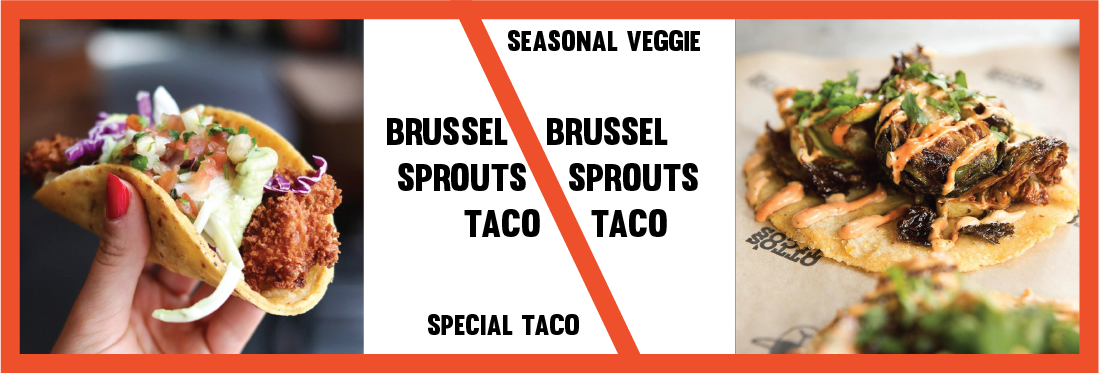 SEASONAL VEGGIE
BRUSSEL
SPROUTS
TACO
BRUSSEL
SPROUTS
TACO
SPECIAL TACO